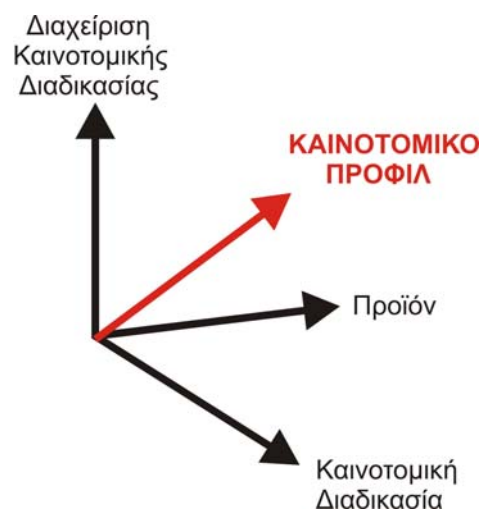 Διαχείριση
Καινοτομικής
Διαδικασίας
ΚΑΙΝΟΤΟΜΙΚΟ
ΠΡΟΦΙΛ
Προϊόν
Καινοτομική
Διαδικασία